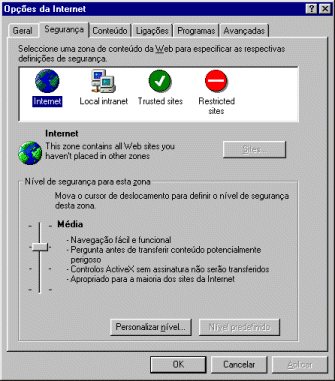 Opções da Internet
Geral Segurança Conteúdo Ligações Programas Avançadas
Seleccione uma zona de conteúdo da Web para especificar as respectivas
definições de segurança.
Internet Local intranet Trusted sites Restricted
sites
Internet
This zone contains all Web sites you
haven't placed in other zones
Sites...
Nível de segurança para esta zona
Mova o cursor de deslocamento para definir o nível de segurança
desta zona.
Média
- Navegação fácil e funcional
- Pergunta antes de transferir conteúdo potencialmente
perigoso
- Controlos ActiveX sem assinatura não serão transferidos
- Apropriado para a maioria dos sites da Internet
Personalizar nível... Nível predefinido
OK Cancelar Aplicar